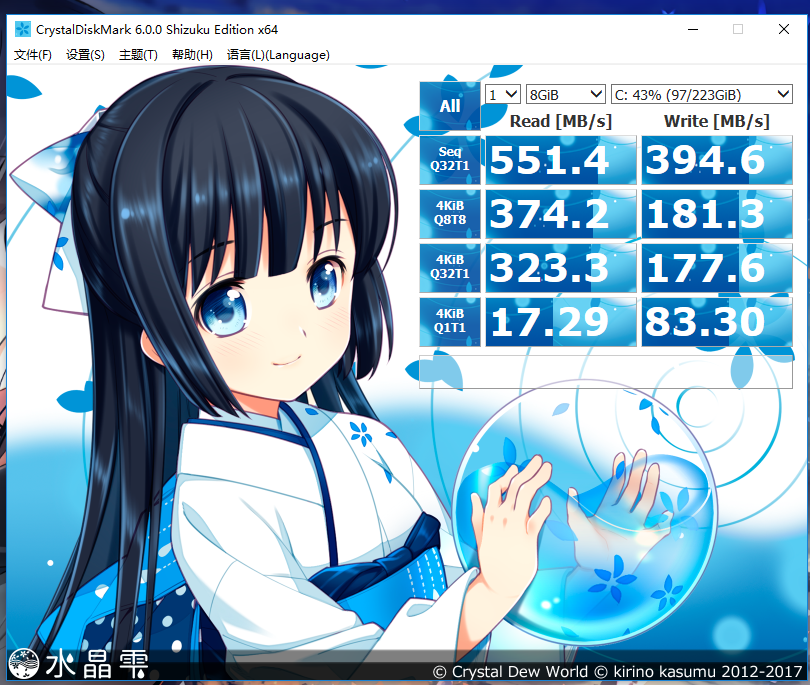 CrystalDiskMark 6.0.0 Shizuku Edition x64
文件(F) 设置(S) 主题(T) 帮助(H) 语言(L)(Language)
All 1 8GiB C: 43% (97/223GiB)
Read [MB/s] Write [MB/s]
Seq Q32T1 551.4 394.6
4KiB Q8T8 374.2 181.3
4KiB Q32T1 323.3 177.6
4KiB Q1T1 17.29 83.30
水晶雫 © Crystal Dew World © kirino kasumu 2012-2017